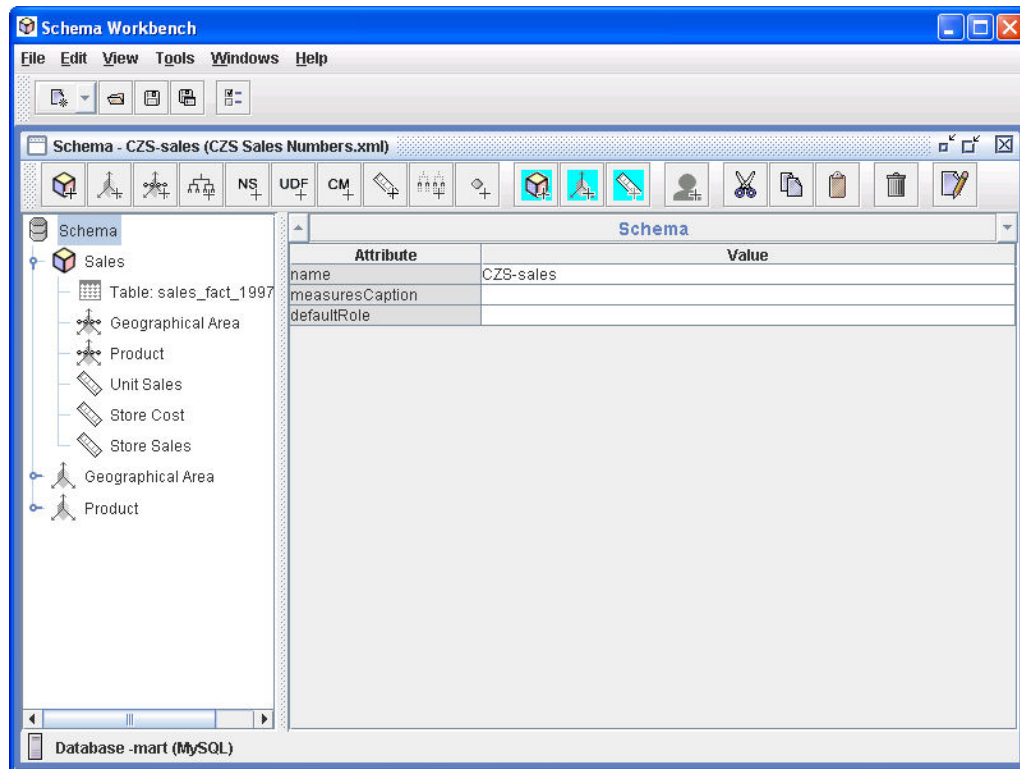 Schema Workbench
File Edit View Tools Windows Help
Schema - CZS-sales (CZS Sales Numbers.xml)
NS UDF CM
Schema
Schema
Attribute Value
name CZS-sales
measuresCaption
defaultRole
Sales
Table: sales_fact_1997
Geographical Area
Product
Unit Sales
Store Cost
Store Sales
Geographical Area
Product
Database -mart (MySQL)